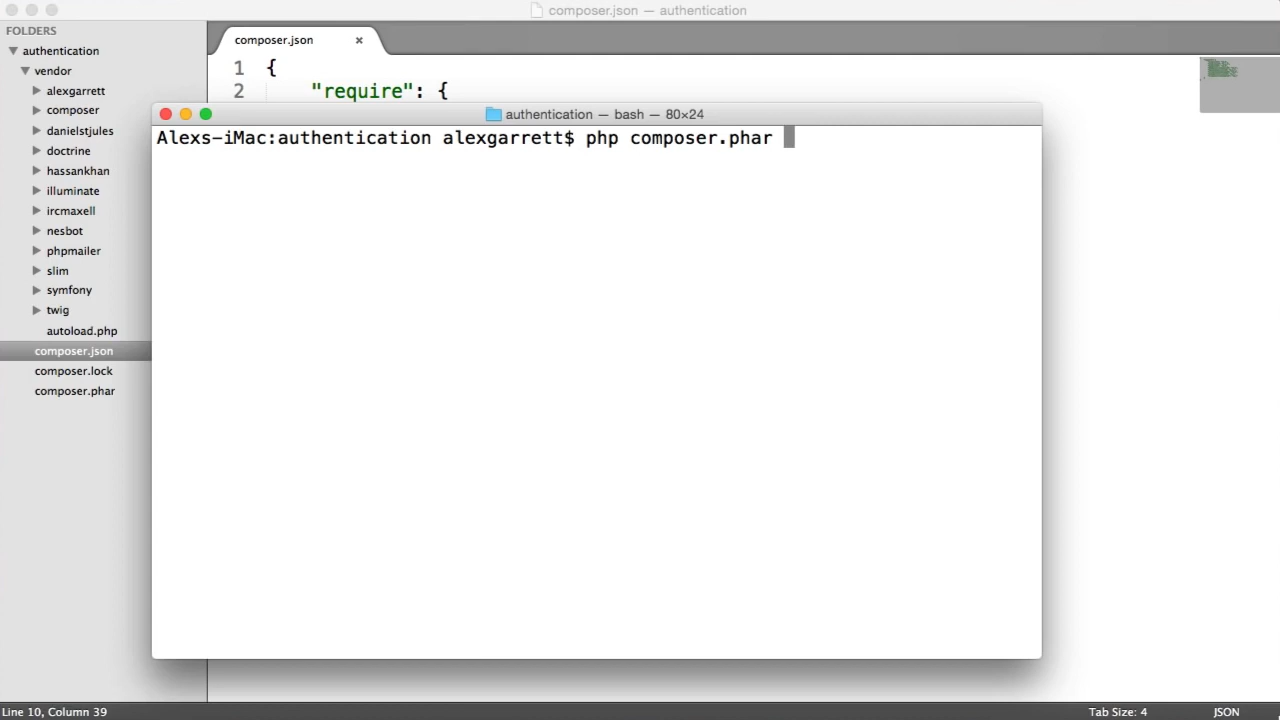 composer.json — authentication
FOLDERS
authentication
vendor
alexgarrett
composer
danielstjules
doctrine
hassankhan
illuminate
ircmaxell
nesbot
phpmailer
slim
symfony
twig
autoload.php
composer.json
composer.lock
composer.phar
composer.json ×
1 {
2 "require": {
authentication — bash — 80×24
Alexs-iMac:authentication alexgarrett$ php composer.phar
Line 10, Column 39
Tab Size: 4
JSON